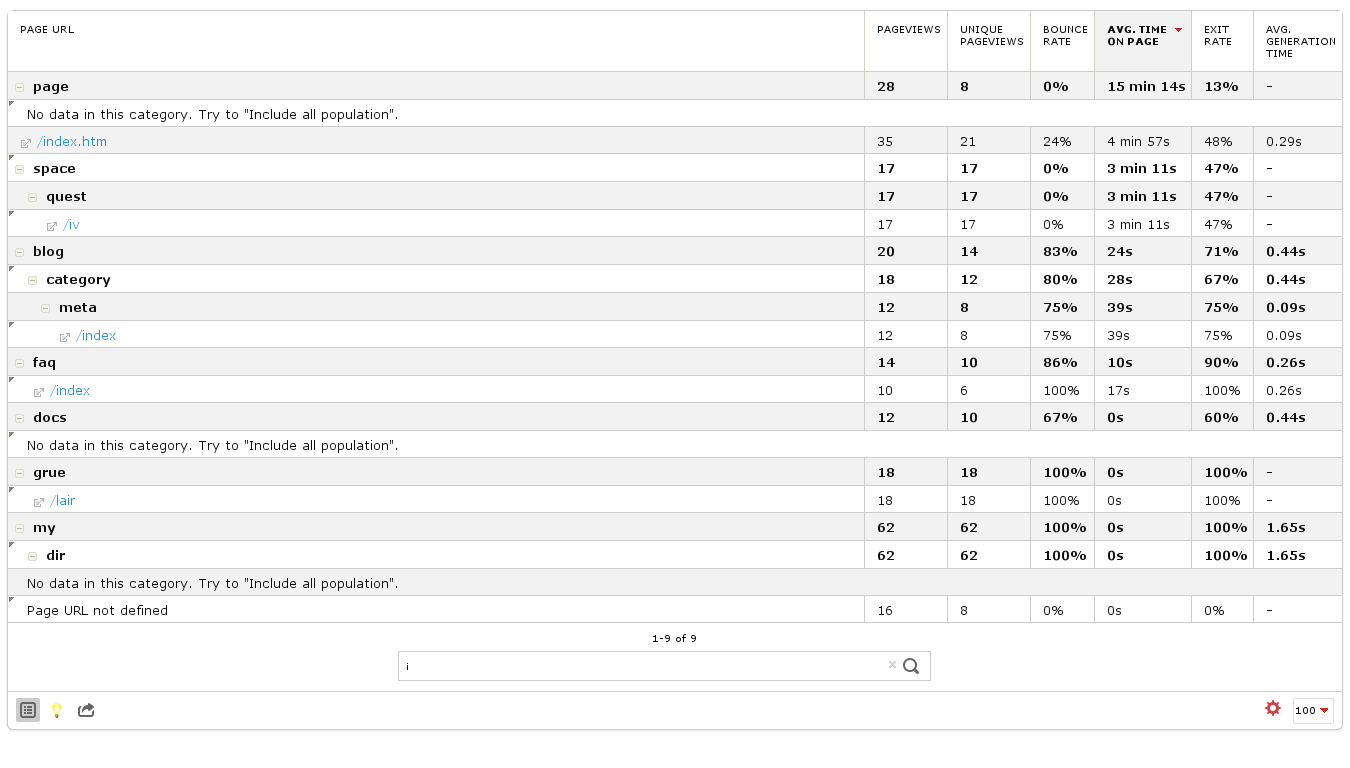 PAGE URL PAGEVIEWS UNIQUE PAGEVIEWS BOUNCE RATE AVG. TIME ON PAGE EXIT RATE AVG. GENERATION TIME
page 28 8 0% 15 min 14s 13% -
No data in this category. Try to "Include all population".
/index.htm 35 21 24% 4 min 57s 48% 0.29s
space 17 17 0% 3 min 11s 47% -
quest 17 17 0% 3 min 11s 47% -
/iv 17 17 0% 3 min 11s 47% -
blog 20 14 83% 24s 71% 0.44s
category 18 12 80% 28s 67% 0.44s
meta 12 8 75% 39s 75% 0.09s
/index 12 8 75% 39s 75% 0.09s
faq 14 10 86% 10s 90% 0.26s
/index 10 6 100% 17s 100% 0.26s
docs 12 10 67% 0s 60% 0.44s
No data in this category. Try to "Include all population".
grue 18 18 100% 0s 100% -
/lair 18 18 100% 0s 100% -
my 62 62 100% 0s 100% 1.65s
dir 62 62 100% 0s 100% 1.65s
No data in this category. Try to "Include all population".
Page URL not defined 16 8 0% 0s 0% -
1-9 of 9
i
100